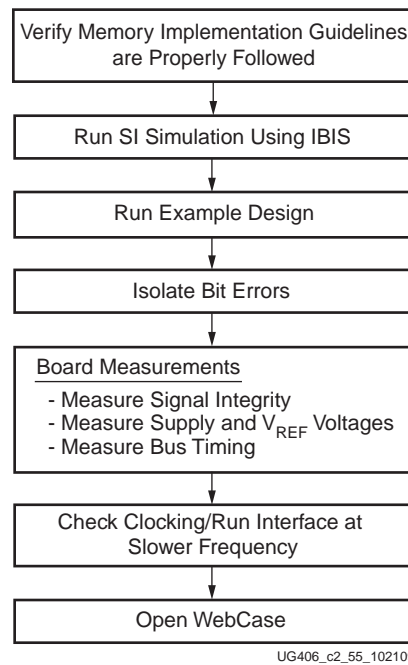 Verify Memory Implementation Guidelines
are Properly Followed
Run SI Simulation Using IBIS
Run Example Design
Isolate Bit Errors
Board Measurements
- Measure Signal Integrity
- Measure Supply and VREF Voltages
- Measure Bus Timing
Check Clocking/Run Interface at
Slower Frequency
Open WebCase
UG406_c2_55_10210